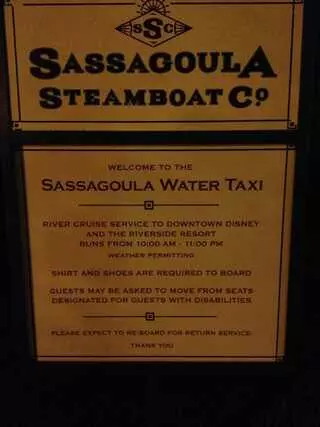 SSC
SASSAGOULA
STEAMBOAT CO
WELCOME TO THE
SASSAGOULA WATER TAXI
RIVER CRUISE SERVICE TO DOWNTOWN DISNEY
AND THE RIVERSIDE RESORT
RUNS FROM 10:00 AM - 11:00 PM
WEATHER PERMITTING
SHIRT AND SHOES ARE REQUIRED TO BOARD
GUESTS MAY BE ASKED TO MOVE FROM SEATS
DESIGNATED FOR GUESTS WITH DISABILITIES
PLEASE EXPECT TO RE-BOARD FOR RETURN SERVICE
THANK YOU